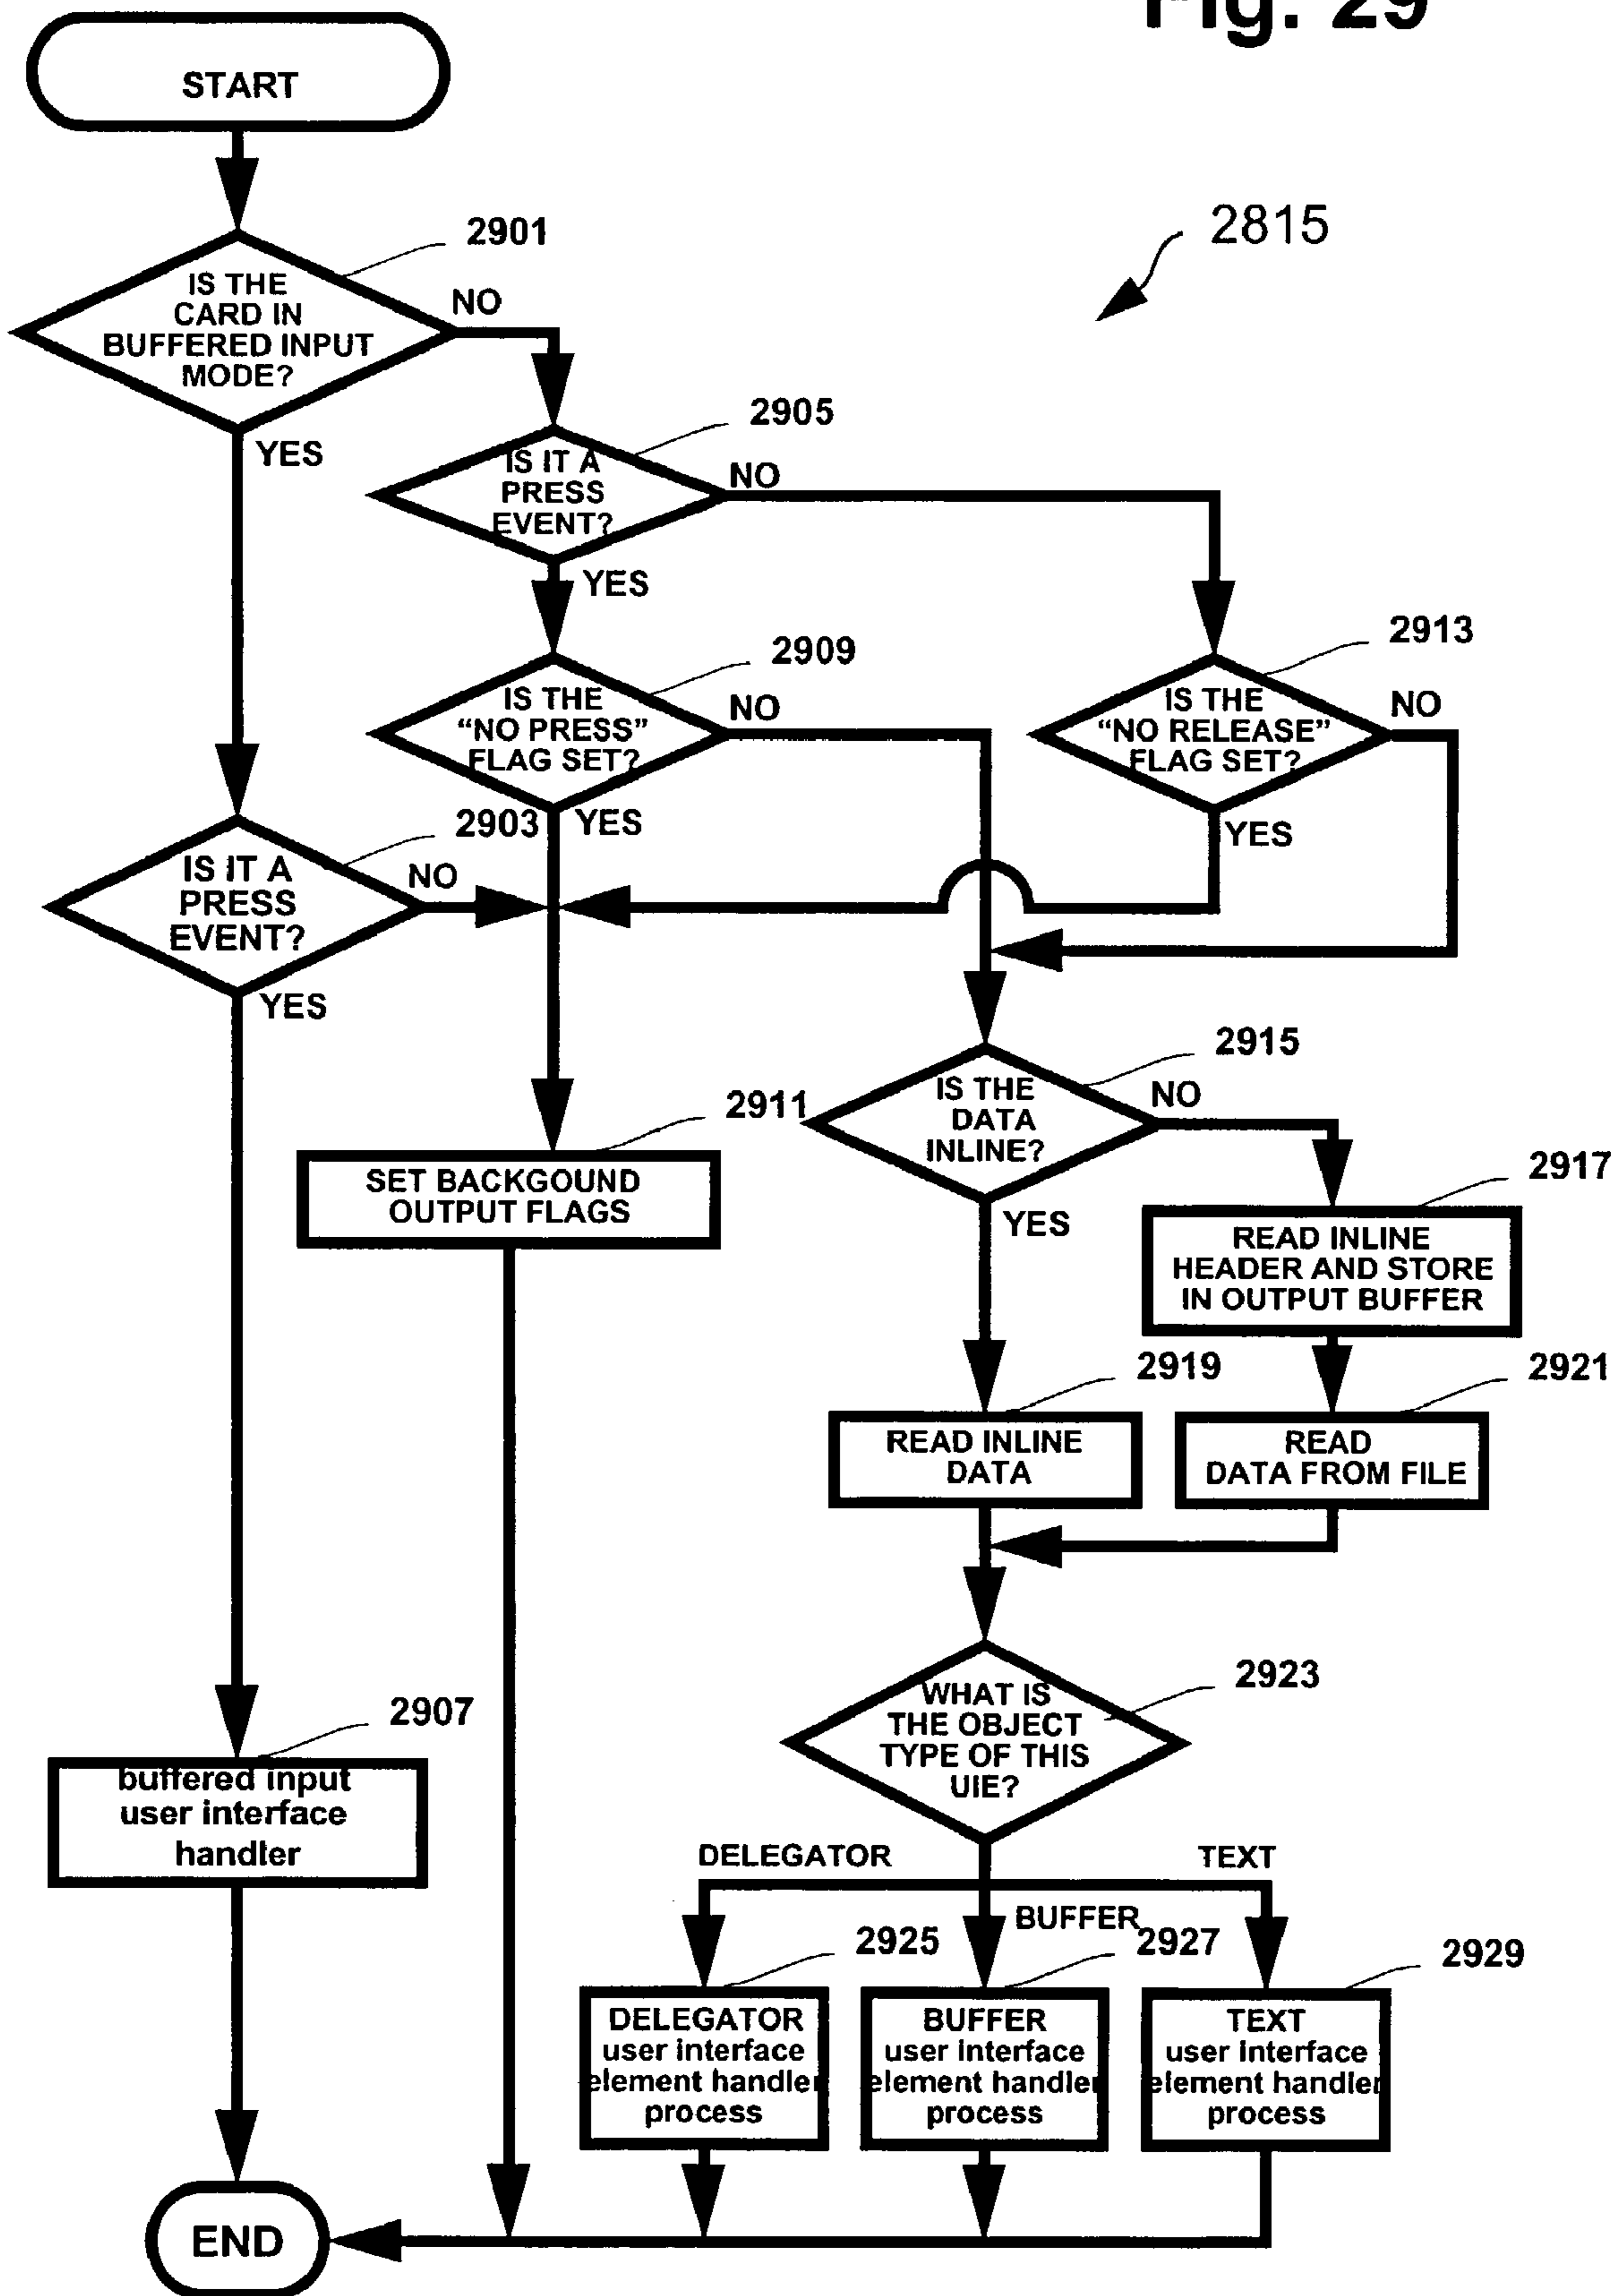 Fig. 29
START
2815
2901
IS THE
CARD IN
BUFFERED INPUT
MODE?
NO
YES
2905
IS IT A
PRESS
EVENT?
NO
YES
2909
IS THE
“NO PRESS”
FLAG SET?
NO
YES
2913
IS THE
“NO RELEASE”
FLAG SET?
NO
YES
2903
IS IT A
PRESS
EVENT?
NO
YES
2915
IS THE
DATA
INLINE?
NO
YES
2911
SET BACKGOUND
OUTPUT FLAGS
2917
READ INLINE
HEADER AND STORE
IN OUTPUT BUFFER
2919
READ INLINE
DATA
2921
READ
DATA FROM FILE
2923
WHAT IS
THE OBJECT
TYPE OF THIS
UIE?
2907
buffered input
user interface
handler
DELEGATOR
TEXT
BUFFER
2925
DELEGATOR
user interface
element handler
process
2927
BUFFER
user interface
element handler
process
2929
TEXT
user interface
element handler
process
END